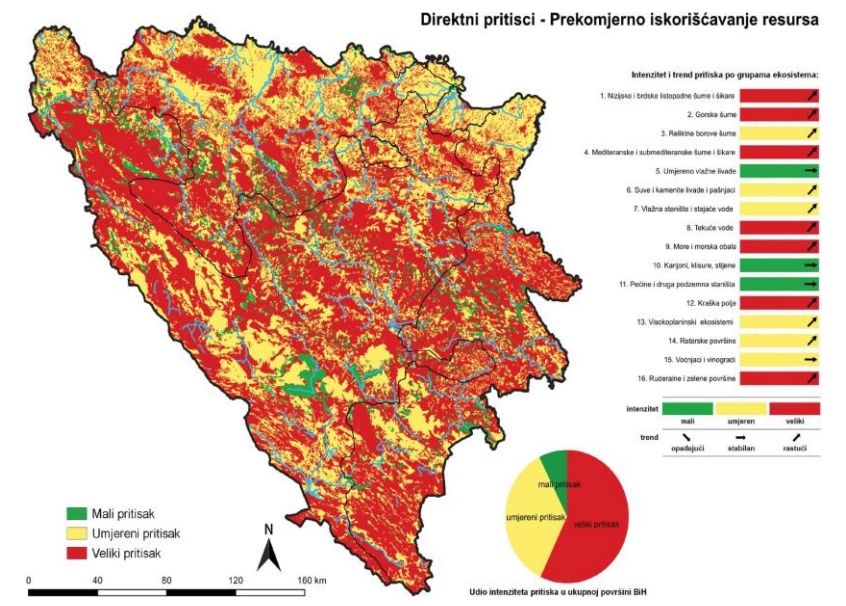 Direktni pritisci - Prekomjerno iskorišćavanje resursa
Intenzitet i trend pritiska po grupama ekosistema:
1. Nizijske i brdske listopadne šume i šikare
2. Gorske šume
3. Reliktne borove šume
4. Mediteranske i submediteranske šume i šikare
5. Umjereno vlažne livade
6. Suve i kamenite livade i pašnjaci
7. Vlažna staništa i stajaće vode
8. Tekuće vode
9. More i morska obala
10. Kanjoni, klisure, stijene
11. Pećine i druga podzemna staništa
12. Kraška polja
13. Visokoplaninski ekosistemi
14. Ratarske površine
15. Voćnjaci i vinogradi
16. Ruderalne i zelene površine
intenzitet
mali umjeren veliki
trend
opadajući stabilan rastući
mali pritisak
umjereni pritisak
veliki pritisak
Udio intenziteta pritiska u ukupnoj površini BiH
Mali pritisak
Umjereni pritisak
Veliki pritisak
N
0 40 80 120 160 km